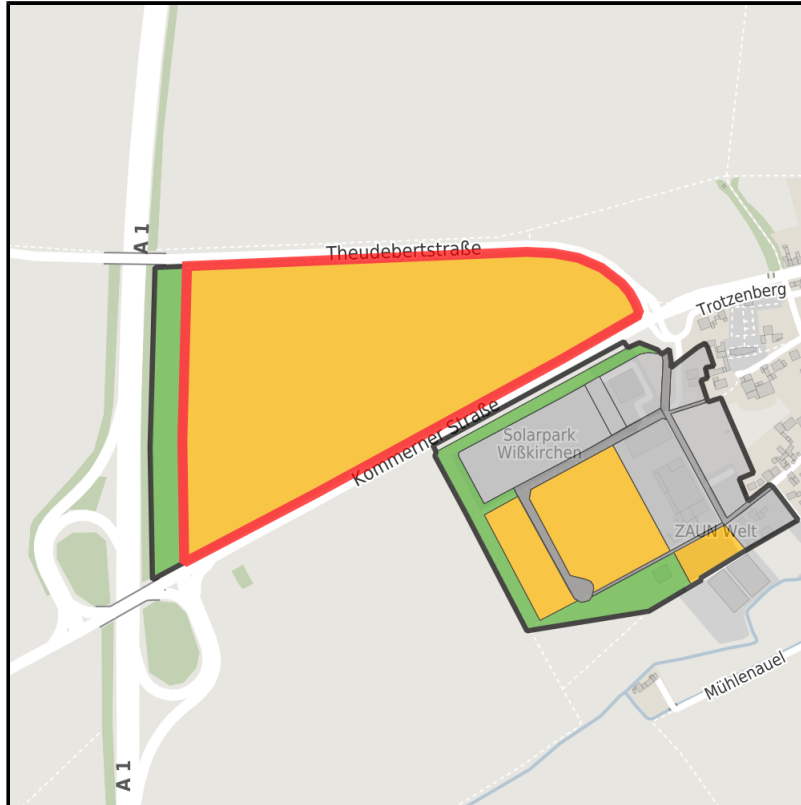 A 1
Theudebertstraße
Trotzenberg
Kommerner Straße
Solarpark
Wißkirchen
ZAUN Welt
Mühlenauel
A 1